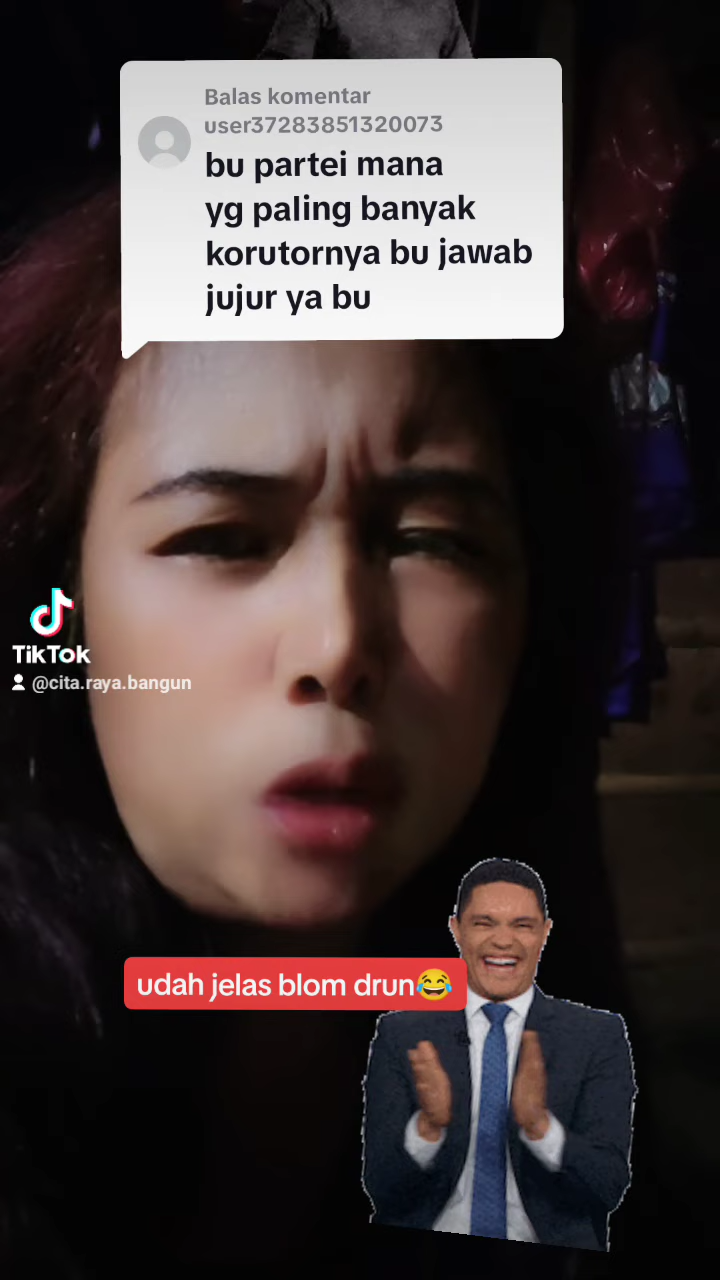 Balas komentar
user37283851320073
bu partei mana
yg paling banyak
korutornya bu jawab
jujur ya bu
TikTok
@cita.raya.bangun
udah jelas blom drun😂